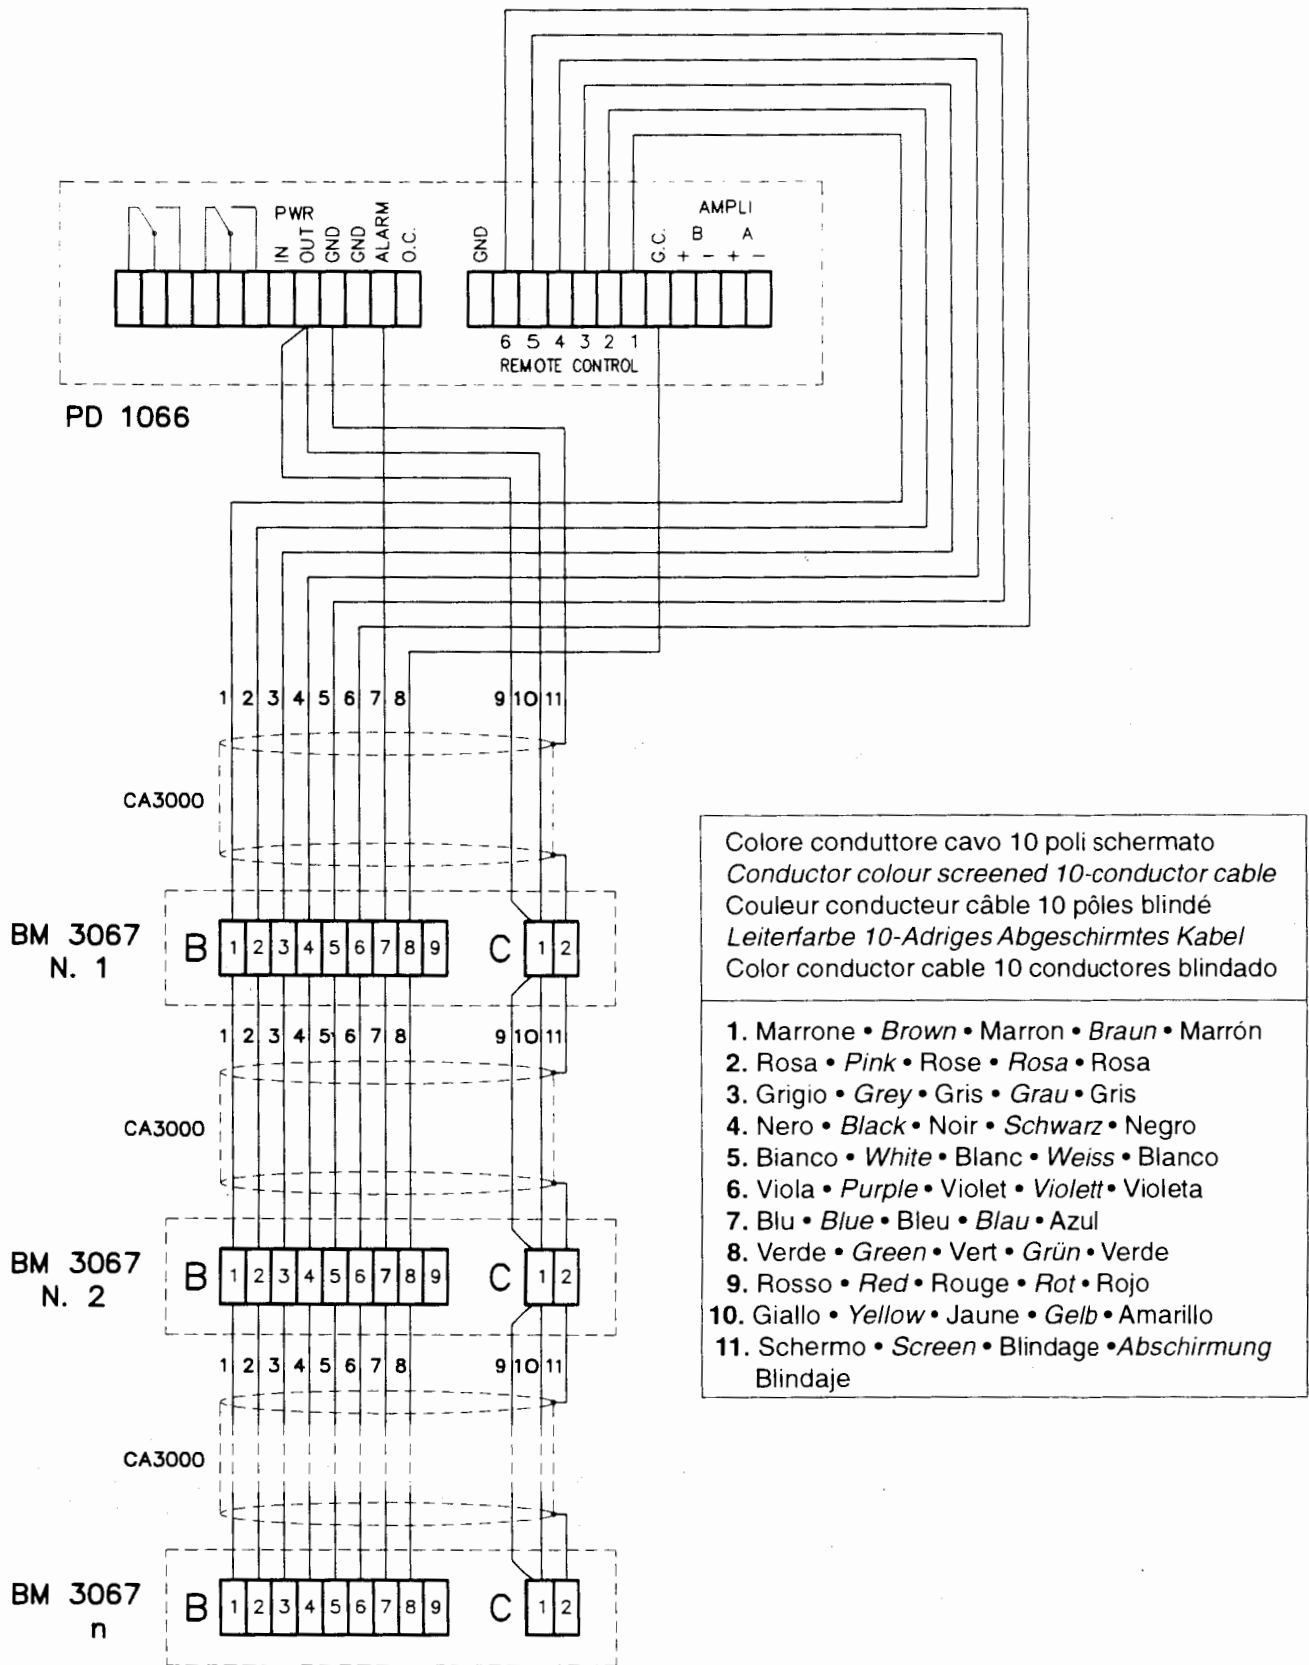 AMPLI
PWR
B A
IN OUT GND GND ALARM O.C. GND G.C. + − + −
6 5 4 3 2 1
REMOTE CONTROL
PD 1066
1 2 3 4 5 6 7 8 9 10 11
CA3000
BM 3067
N. 1
B 1 2 3 4 5 6 7 8 9 C 1 2
1 2 3 4 5 6 7 8 9 10 11
CA3000
BM 3067
N. 2
B 1 2 3 4 5 6 7 8 9 C 1 2
1 2 3 4 5 6 7 8 9 10 11
CA3000
BM 3067
n
B 1 2 3 4 5 6 7 8 9 C 1 2
Colore conduttore cavo 10 poli schermato
Conductor colour screened 10-conductor cable
Couleur conducteur câble 10 pôles blindé
Leiterfarbe 10-Adriges Abgeschirmtes Kabel
Color conductor cable 10 conductores blindado
1. Marrone • Brown • Marron • Braun • Marrón
2. Rosa • Pink • Rose • Rosa • Rosa
3. Grigio • Grey • Gris • Grau • Gris
4. Nero • Black • Noir • Schwarz • Negro
5. Bianco • White • Blanc • Weiss • Blanco
6. Viola • Purple • Violet • Violett • Violeta
7. Blu • Blue • Bleu • Blau • Azul
8. Verde • Green • Vert • Grün • Verde
9. Rosso • Red • Rouge • Rot • Rojo
10. Giallo • Yellow • Jaune • Gelb • Amarillo
11. Schermo • Screen • Blindage • Abschirmung
Blindaje